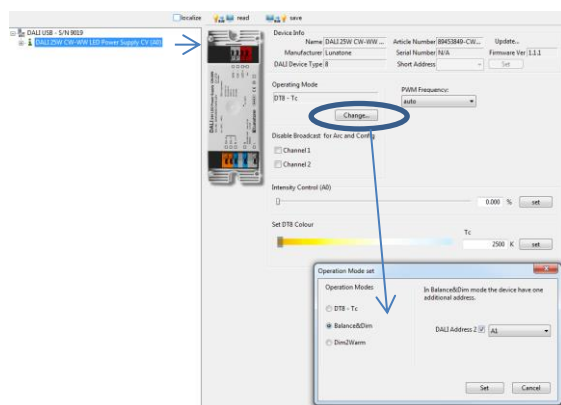 localize read save
DALI USB - S/N 9019
DALI 25W CW-WW LED Power Supply CV (A0)
Device Info
Name DALI 25W CW-WW ... Article Number 89453849-CW... Update...
Manufacturer Lunatone Serial Number N/A Firmware Ver 1.1.1
DALI Device Type 8 Short Address Set
Operating Mode
DT8 - Tc
Change...
PWM Frequency:
auto
Disable Broadcast for Arc and Config
Channel 1
Channel 2
Intensity Control (A0)
0.000 % set
Set DT8 Colour
Tc
2500 K set
Operation Mode set
Operation Modes
DT8 - Tc
Balance&Dim
Dim2Warm
In Balance&Dim mode the device have one
additional address.
DALI Address 2 A1
Set Cancel